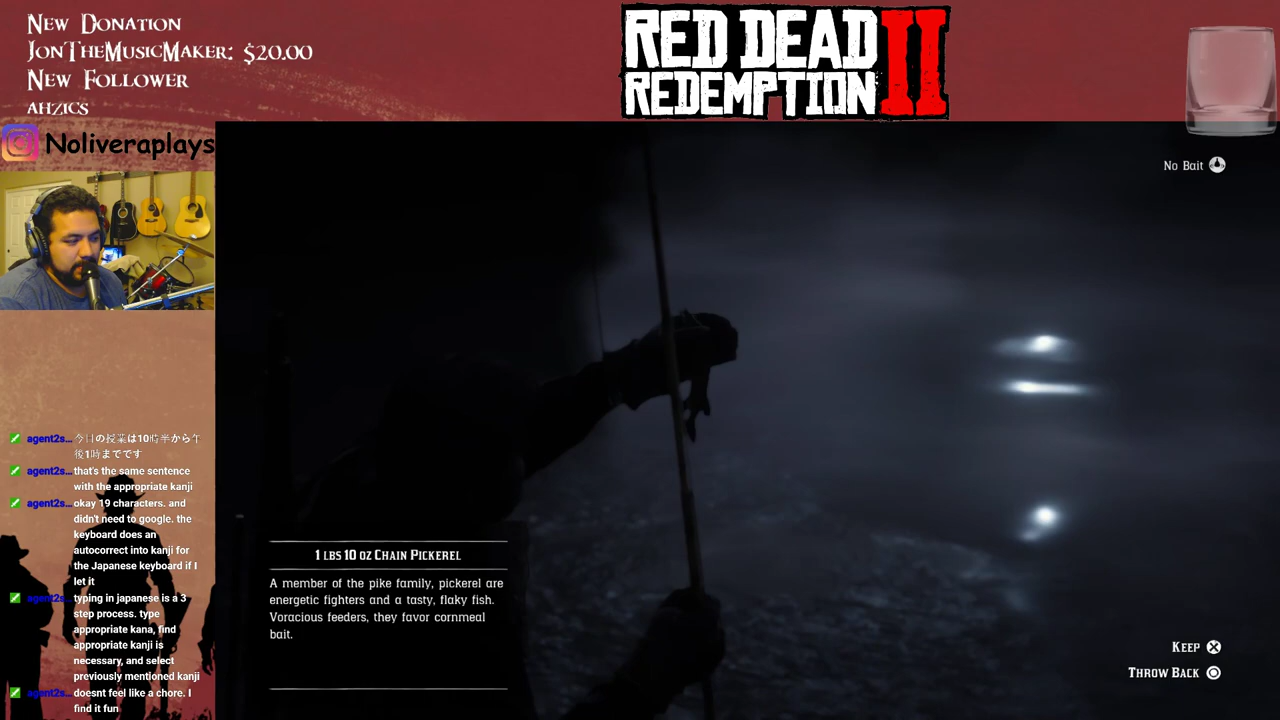 New Donation
JonTheMusicMaker: $20.00
New Follower
ahzics
RED DEAD
REDEMPTION II
Noliveraplays
No Bait
agent2s... 今日の授業は10時半から午
後1時までです
agent2s... that's the same sentence
with the appropriate kanji
agent2s... okay 19 characters. and
didn't need to google. the
keyboard does an
autocorrect into kanji for
the Japanese keyboard if I
let it
agent2s... typing in japanese is a 3
step process. type
appropriate kana, find
appropriate kanji is
necessary, and select
previously mentioned kanji
agent2s... doesnt feel like a chore. I
find it fun
1 lbs 10 oz Chain Pickerel
A member of the pike family, pickerel are
energetic fighters and a tasty, flaky fish.
Voracious feeders, they favor cornmeal
bait.
Keep
Throw Back